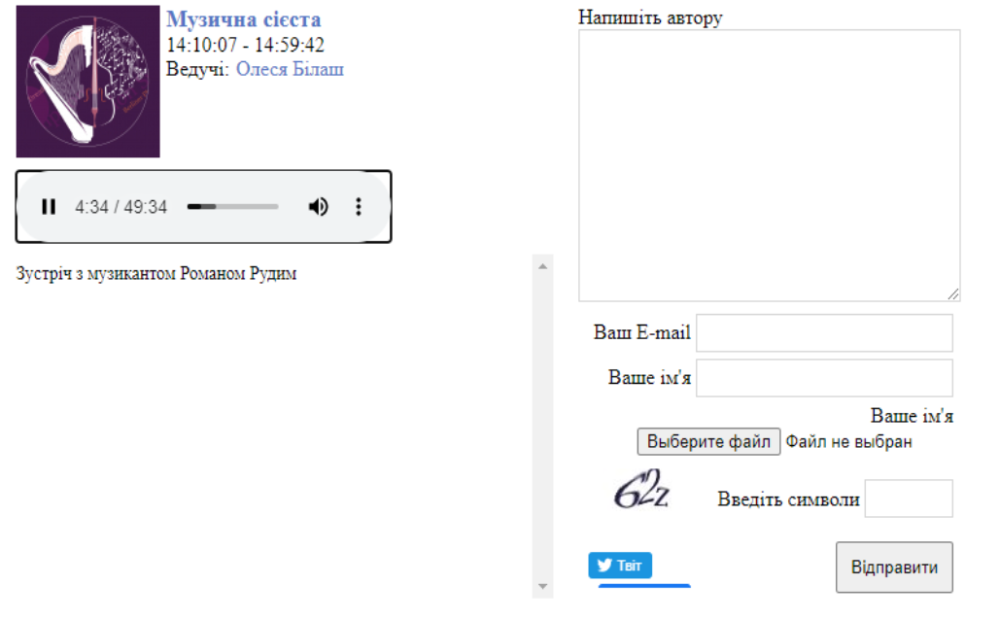 Музична сієста
14:10:07 - 14:59:42
Ведучі: Олеся Білаш
4:34 / 49:34
Зустріч з музикантом Романом Рудим
Напишіть автору
Ваш E-mail
Ваше ім'я
Ваше ім'я
Выберите файл Файл не выбран
62z
Введіть символи
Твіт
Відправити